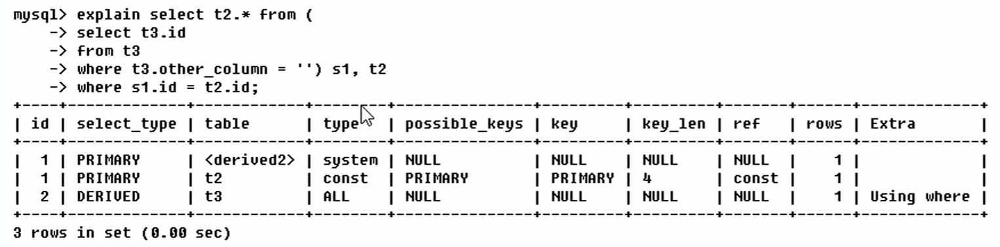 mysql> explain select t2.* from (
    -> select t3.id
    -> from t3
    -> where t3.other_column = '') s1, t2
    -> where s1.id = t2.id;
+----+-------------+------------+--------+---------------+---------+---------+-------+------+-------------+
| id | select_type | table      | type   | possible_keys | key     | key_len | ref   | rows | Extra       |
+----+-------------+------------+--------+---------------+---------+---------+-------+------+-------------+
|  1 | PRIMARY     | <derived2> | system | NULL          | NULL    | NULL    | NULL  |    1 |             |
|  1 | PRIMARY     | t2         | const  | PRIMARY       | PRIMARY | 4       | const |    1 |             |
|  2 | DERIVED     | t3         | ALL    | NULL          | NULL    | NULL    | NULL  |    1 | Using where |
+----+-------------+------------+--------+---------------+---------+---------+-------+------+-------------+
3 rows in set (0.00 sec)